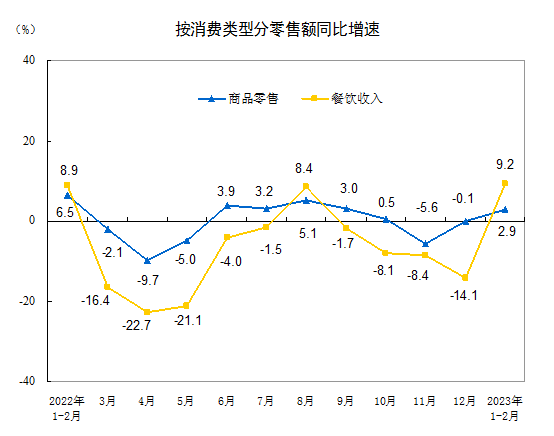 按消费类型分零售额同比增速
(%)
40
20
0
-20
-40
商品零售
餐饮收入
8.9
6.5
-2.1
-16.4
-9.7
-22.7
-5.0
-21.1
3.9
-4.0
3.2
-1.5
8.4
5.1
3.0
-1.7
0.5
-8.1
-5.6
-8.4
-0.1
-14.1
9.2
2.9
2022年
1-2月
3月
4月
5月
6月
7月
8月
9月
10月
11月
12月
2023年
1-2月